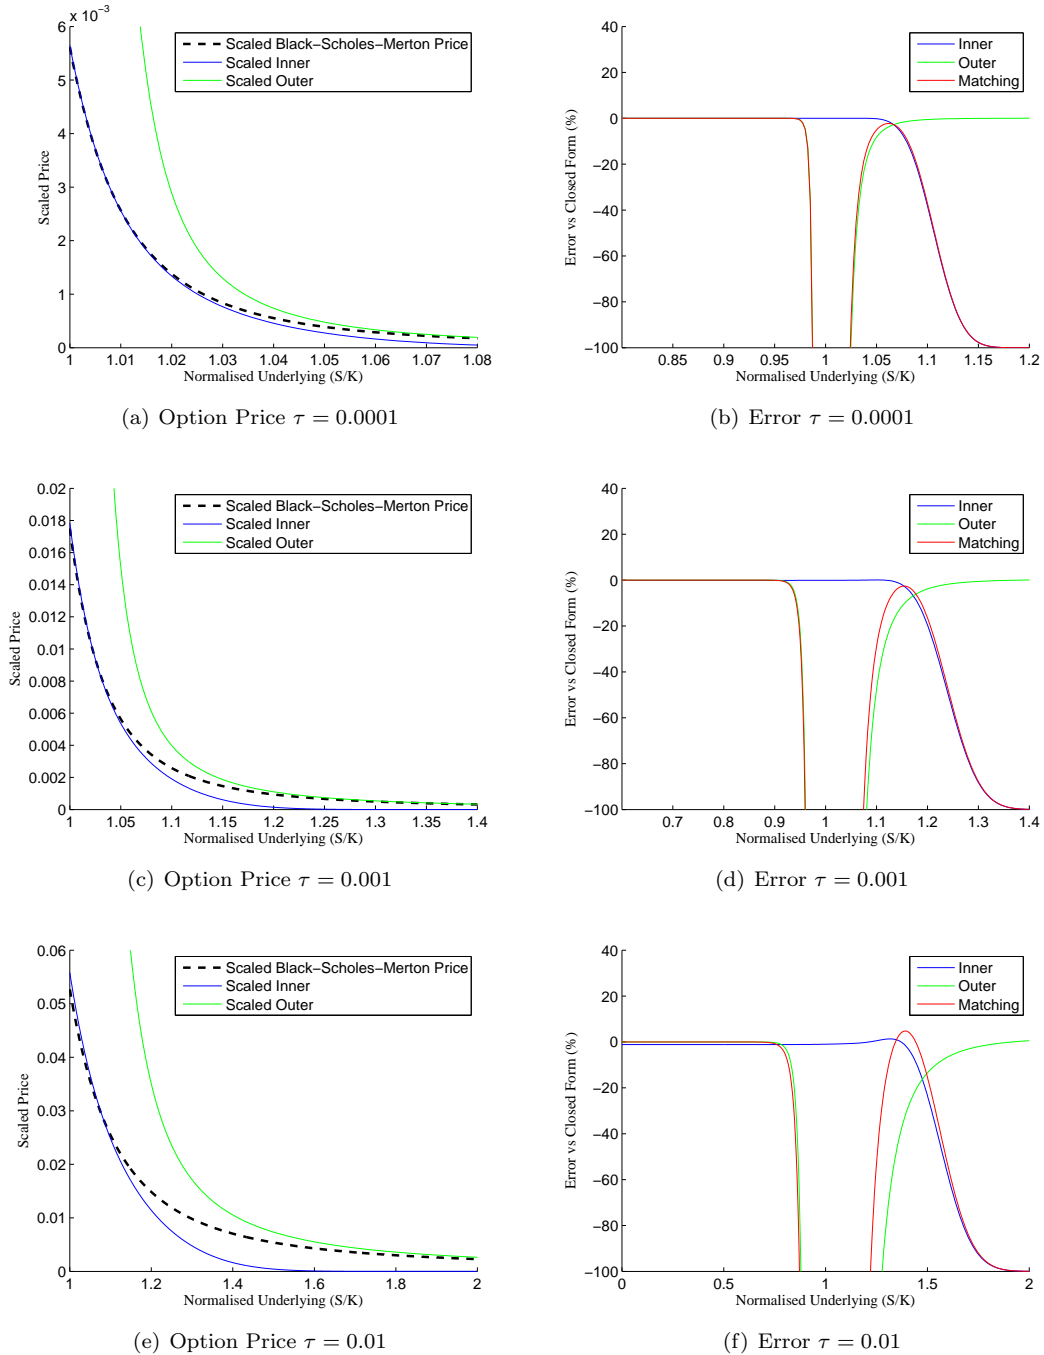 x 10⁻³
6
5
4
3
2
1
0
Scaled Price
Scaled Black−Scholes−Merton Price
Scaled Inner
Scaled Outer
1 1.01 1.02 1.03 1.04 1.05 1.06 1.07 1.08
Normalised Underlying (S/K)
(a) Option Price τ = 0.0001
40
20
0
−20
−40
−60
−80
−100
Error vs Closed Form (%)
Inner
Outer
Matching
0.85 0.9 0.95 1 1.05 1.1 1.15 1.2
Normalised Underlying (S/K)
(b) Error τ = 0.0001
0.02
0.018
0.016
0.014
0.012
0.01
0.008
0.006
0.004
0.002
0
Scaled Price
Scaled Black−Scholes−Merton Price
Scaled Inner
Scaled Outer
1 1.05 1.1 1.15 1.2 1.25 1.3 1.35 1.4
Normalised Underlying (S/K)
(c) Option Price τ = 0.001
40
20
0
−20
−40
−60
−80
−100
Error vs Closed Form (%)
Inner
Outer
Matching
0.7 0.8 0.9 1 1.1 1.2 1.3 1.4
Normalised Underlying (S/K)
(d) Error τ = 0.001
0.06
0.05
0.04
0.03
0.02
0.01
0
Scaled Price
Scaled Black−Scholes−Merton Price
Scaled Inner
Scaled Outer
1 1.2 1.4 1.6 1.8 2
Normalised Underlying (S/K)
(e) Option Price τ = 0.01
40
20
0
−20
−40
−60
−80
−100
Error vs Closed Form (%)
Inner
Outer
Matching
0 0.5 1 1.5 2
Normalised Underlying (S/K)
(f) Error τ = 0.01